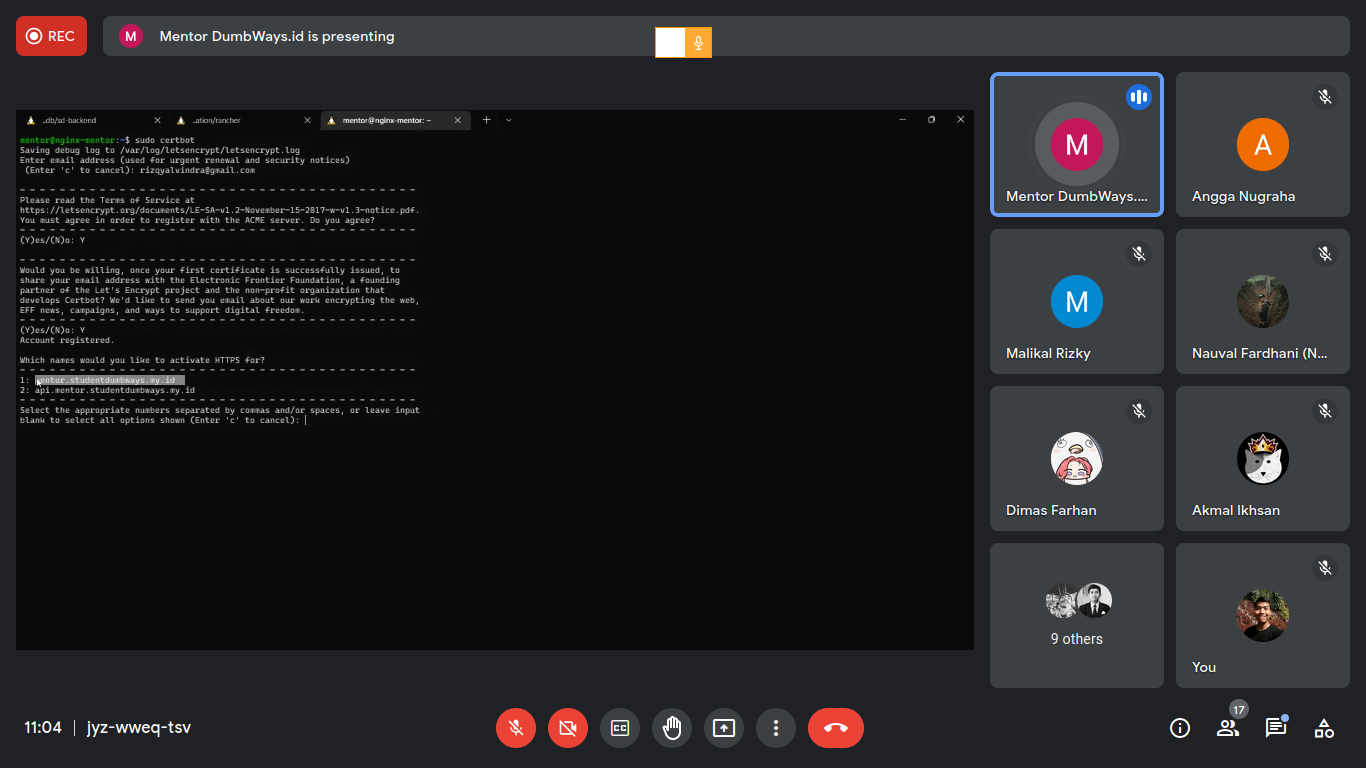 REC
M
Mentor DumbWays.id is presenting
..db/sd-backend
..ation/rancher
mentor@nginx-mentor: ~
mentor@nginx-mentor:~$ sudo certbot
Saving debug log to /var/log/letsencrypt/letsencrypt.log
Enter email address (used for urgent renewal and security notices)
(Enter 'c' to cancel): rizqyalvindra@gmail.com
- - - - - - - - - - - - - - - - - - - - - - - - - - - - - - - - - - - - - - - -
Please read the Terms of Service at
https://letsencrypt.org/documents/LE-SA-v1.2-November-15-2017-w-v1.3-notice.pdf.
You must agree in order to register with the ACME server. Do you agree?
- - - - - - - - - - - - - - - - - - - - - - - - - - - - - - - - - - - - - - - -
(Y)es/(N)o: Y
- - - - - - - - - - - - - - - - - - - - - - - - - - - - - - - - - - - - - - - -
Would you be willing, once your first certificate is successfully issued, to
share your email address with the Electronic Frontier Foundation, a founding
partner of the Let's Encrypt project and the non-profit organization that
develops Certbot? We'd like to send you email about our work encrypting the web,
EFF news, campaigns, and ways to support digital freedom.
- - - - - - - - - - - - - - - - - - - - - - - - - - - - - - - - - - - - - - - -
(Y)es/(N)o: Y
Account registered.
Which names would you like to activate HTTPS for?
- - - - - - - - - - - - - - - - - - - - - - - - - - - - - - - - - - - - - - - -
1: mentor.studentdumbways.my.id
2: api.mentor.studentdumbways.my.id
- - - - - - - - - - - - - - - - - - - - - - - - - - - - - - - - - - - - - - - -
Select the appropriate numbers separated by commas and/or spaces, or leave input
blank to select all options shown (Enter 'c' to cancel):
M
Mentor DumbWays....
A
Angga Nugraha
M
Malikal Rizky
Nauval Fardhani (N...
Dimas Farhan
Akmal Ikhsan
9 others
You
11:04 | jyz-wweq-tsv
CC
17